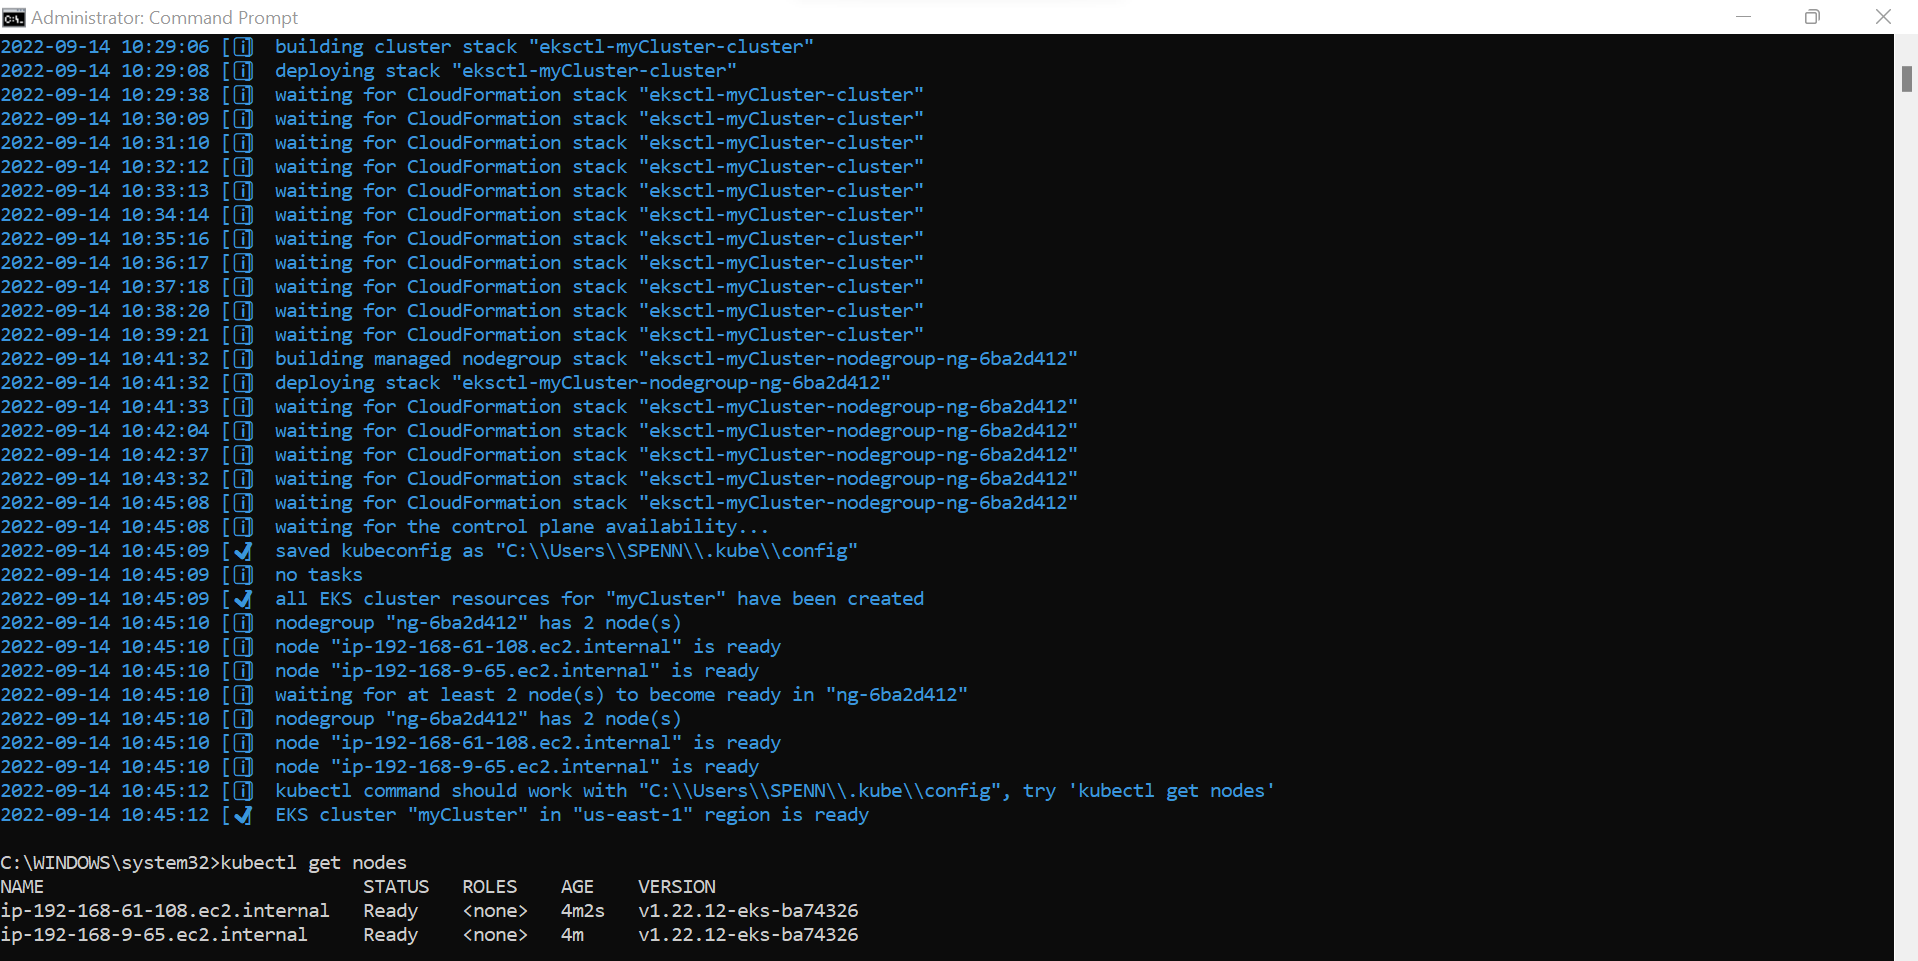 Administrator: Command Prompt
2022-09-14 10:29:06 [ℹ]  building cluster stack "eksctl-myCluster-cluster"
2022-09-14 10:29:08 [ℹ]  deploying stack "eksctl-myCluster-cluster"
2022-09-14 10:29:38 [ℹ]  waiting for CloudFormation stack "eksctl-myCluster-cluster"
2022-09-14 10:30:09 [ℹ]  waiting for CloudFormation stack "eksctl-myCluster-cluster"
2022-09-14 10:31:10 [ℹ]  waiting for CloudFormation stack "eksctl-myCluster-cluster"
2022-09-14 10:32:12 [ℹ]  waiting for CloudFormation stack "eksctl-myCluster-cluster"
2022-09-14 10:33:13 [ℹ]  waiting for CloudFormation stack "eksctl-myCluster-cluster"
2022-09-14 10:34:14 [ℹ]  waiting for CloudFormation stack "eksctl-myCluster-cluster"
2022-09-14 10:35:16 [ℹ]  waiting for CloudFormation stack "eksctl-myCluster-cluster"
2022-09-14 10:36:17 [ℹ]  waiting for CloudFormation stack "eksctl-myCluster-cluster"
2022-09-14 10:37:18 [ℹ]  waiting for CloudFormation stack "eksctl-myCluster-cluster"
2022-09-14 10:38:20 [ℹ]  waiting for CloudFormation stack "eksctl-myCluster-cluster"
2022-09-14 10:39:21 [ℹ]  waiting for CloudFormation stack "eksctl-myCluster-cluster"
2022-09-14 10:41:32 [ℹ]  building managed nodegroup stack "eksctl-myCluster-nodegroup-ng-6ba2d412"
2022-09-14 10:41:32 [ℹ]  deploying stack "eksctl-myCluster-nodegroup-ng-6ba2d412"
2022-09-14 10:41:33 [ℹ]  waiting for CloudFormation stack "eksctl-myCluster-nodegroup-ng-6ba2d412"
2022-09-14 10:42:04 [ℹ]  waiting for CloudFormation stack "eksctl-myCluster-nodegroup-ng-6ba2d412"
2022-09-14 10:42:37 [ℹ]  waiting for CloudFormation stack "eksctl-myCluster-nodegroup-ng-6ba2d412"
2022-09-14 10:43:32 [ℹ]  waiting for CloudFormation stack "eksctl-myCluster-nodegroup-ng-6ba2d412"
2022-09-14 10:45:08 [ℹ]  waiting for CloudFormation stack "eksctl-myCluster-nodegroup-ng-6ba2d412"
2022-09-14 10:45:08 [ℹ]  waiting for the control plane availability...
2022-09-14 10:45:09 [✔]  saved kubeconfig as "C:\\Users\\SPENN\\.kube\\config"
2022-09-14 10:45:09 [ℹ]  no tasks
2022-09-14 10:45:09 [✔]  all EKS cluster resources for "myCluster" have been created
2022-09-14 10:45:10 [ℹ]  nodegroup "ng-6ba2d412" has 2 node(s)
2022-09-14 10:45:10 [ℹ]  node "ip-192-168-61-108.ec2.internal" is ready
2022-09-14 10:45:10 [ℹ]  node "ip-192-168-9-65.ec2.internal" is ready
2022-09-14 10:45:10 [ℹ]  waiting for at least 2 node(s) to become ready in "ng-6ba2d412"
2022-09-14 10:45:10 [ℹ]  nodegroup "ng-6ba2d412" has 2 node(s)
2022-09-14 10:45:10 [ℹ]  node "ip-192-168-61-108.ec2.internal" is ready
2022-09-14 10:45:10 [ℹ]  node "ip-192-168-9-65.ec2.internal" is ready
2022-09-14 10:45:12 [ℹ]  kubectl command should work with "C:\\Users\\SPENN\\.kube\\config", try 'kubectl get nodes'
2022-09-14 10:45:12 [✔]  EKS cluster "myCluster" in "us-east-1" region is ready
C:\WINDOWS\system32>kubectl get nodes
NAME                             STATUS   ROLES    AGE    VERSION
ip-192-168-61-108.ec2.internal   Ready    <none>   4m2s   v1.22.12-eks-ba74326
ip-192-168-9-65.ec2.internal     Ready    <none>   4m     v1.22.12-eks-ba74326